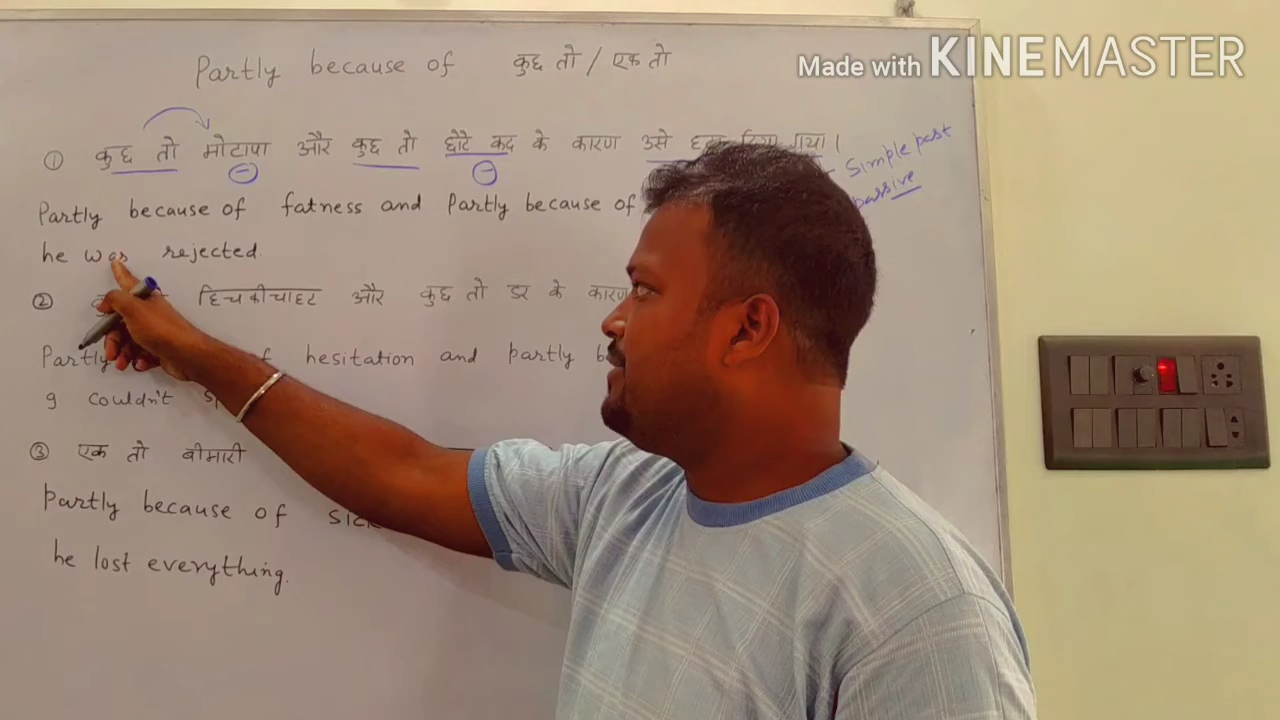 Partly because of कुछ तो / एक तो
Made with KINEMASTER
① कुछ तो मोटापा और कुछ तो छोटे कद के कारण उसे दिया गया ।
Simple past
passive
Partly because of fatness and Partly because of
he was rejected.
② हिचकीचाहट और कुछ तो डर के कारण
Partly of hesitation and partly
I couldn't
③ एक तो बीमारी
Partly because of
he lost everything.